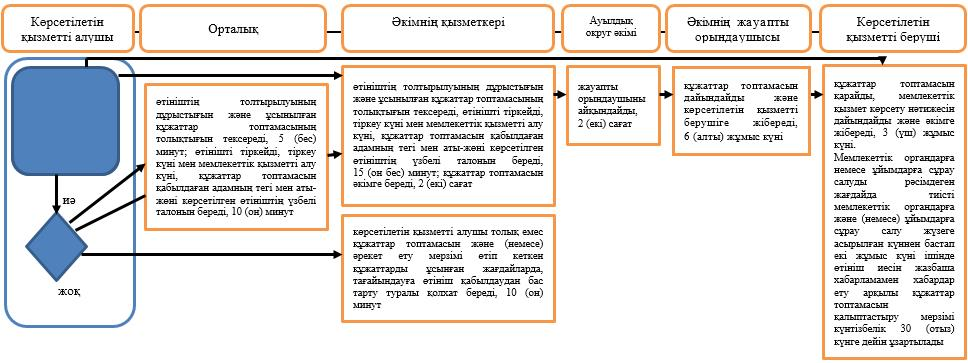 Көрсетілетін
қызметті алушы
Орталық
Әкімнің қызметкері
Ауылдық
округ әкімі
Әкімнің жауапты
орындаушысы
Көрсетілетін
қызметті беруші
иә
жоқ
өтініштің толтырылуының
дұрыстығын және ұсынылған
құжаттар топтамасының
толықтығын тексереді, 5 (бес)
минут; өтінішті тіркейді, тіркеу
күні мен мемлекеттік қызметті алу
күні, құжаттар топтамасын
қабылдаған адамның тегі мен аты-
жөні көрсетілген өтініштің үзбелі
талонын береді, 10 (он) минут
өтініштің толтырылуының дұрыстығын
және ұсынылған құжаттар топтамасының
толықтығын тексереді, өтінішті тіркейді,
тіркеу күні мен мемлекеттік қызметті алу
күні, құжаттар топтамасын қабылдаған
адамның тегі мен аты-жөні көрсетілген
өтініштің үзбелі талонын береді,
15 (он бес) минут; құжаттар топтамасын
әкімге береді, 2 (екі) сағат
көрсетілетін қызметті алушы толық емес
құжаттар топтамасын және (немесе)
әрекет ету мерзімі өтіп кеткен
құжаттарды ұсынған жағдайларда,
тағайындауға өтініш қабылдаудан бас
тарту туралы қолхат береді, 10 (он)
минут
жауапты
орындаушыны
айқындайды,
2 (екі) сағат
құжаттар топтамасын
дайындайды және
көрсетілетін қызметті
берушіге жібереді,
6 (алты) жұмыс күні
құжаттар топтамасын
қарайды, мемлекеттік
қызмет көрсету нәтижесін
дайындайды және әкімге
жібереді, 3 (үш) жұмыс
күні.
Мемлекеттік органдарға
немесе ұйымдарға сұрау
салуды рәсімдеген
жағдайда тиісті
мемлекеттік органдарға
және (немесе) ұйымдарға
сұрау салу жүзеге
асырылған күннен бастап
екі жұмыс күні ішінде
өтініш иесін жазбаша
хабарламамен хабардар
ету арқылы құжаттар
топтамасын
қалыптастыру мерзімі
күнтізбелік 30 (отыз)
күнге дейін ұзартылады